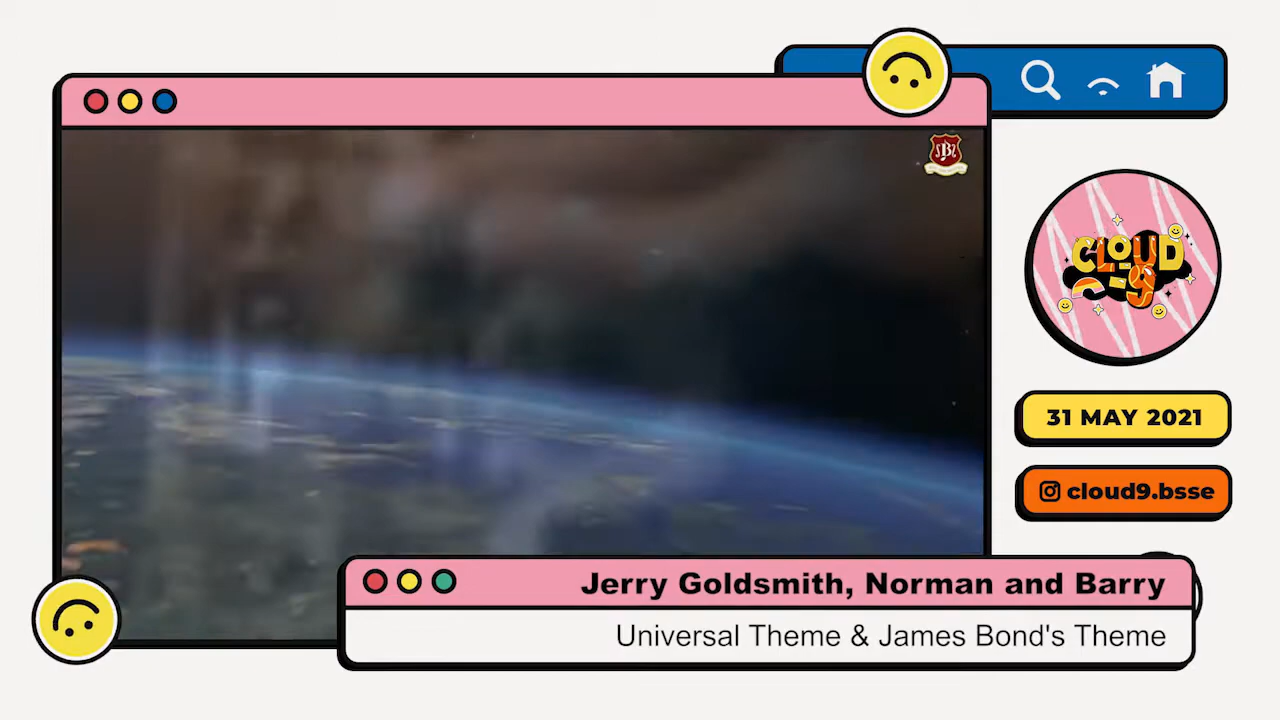 CLOUD
9
31 MAY 2021
cloud9.bsse
Jerry Goldsmith, Norman and Barry
Universal Theme & James Bond's Theme